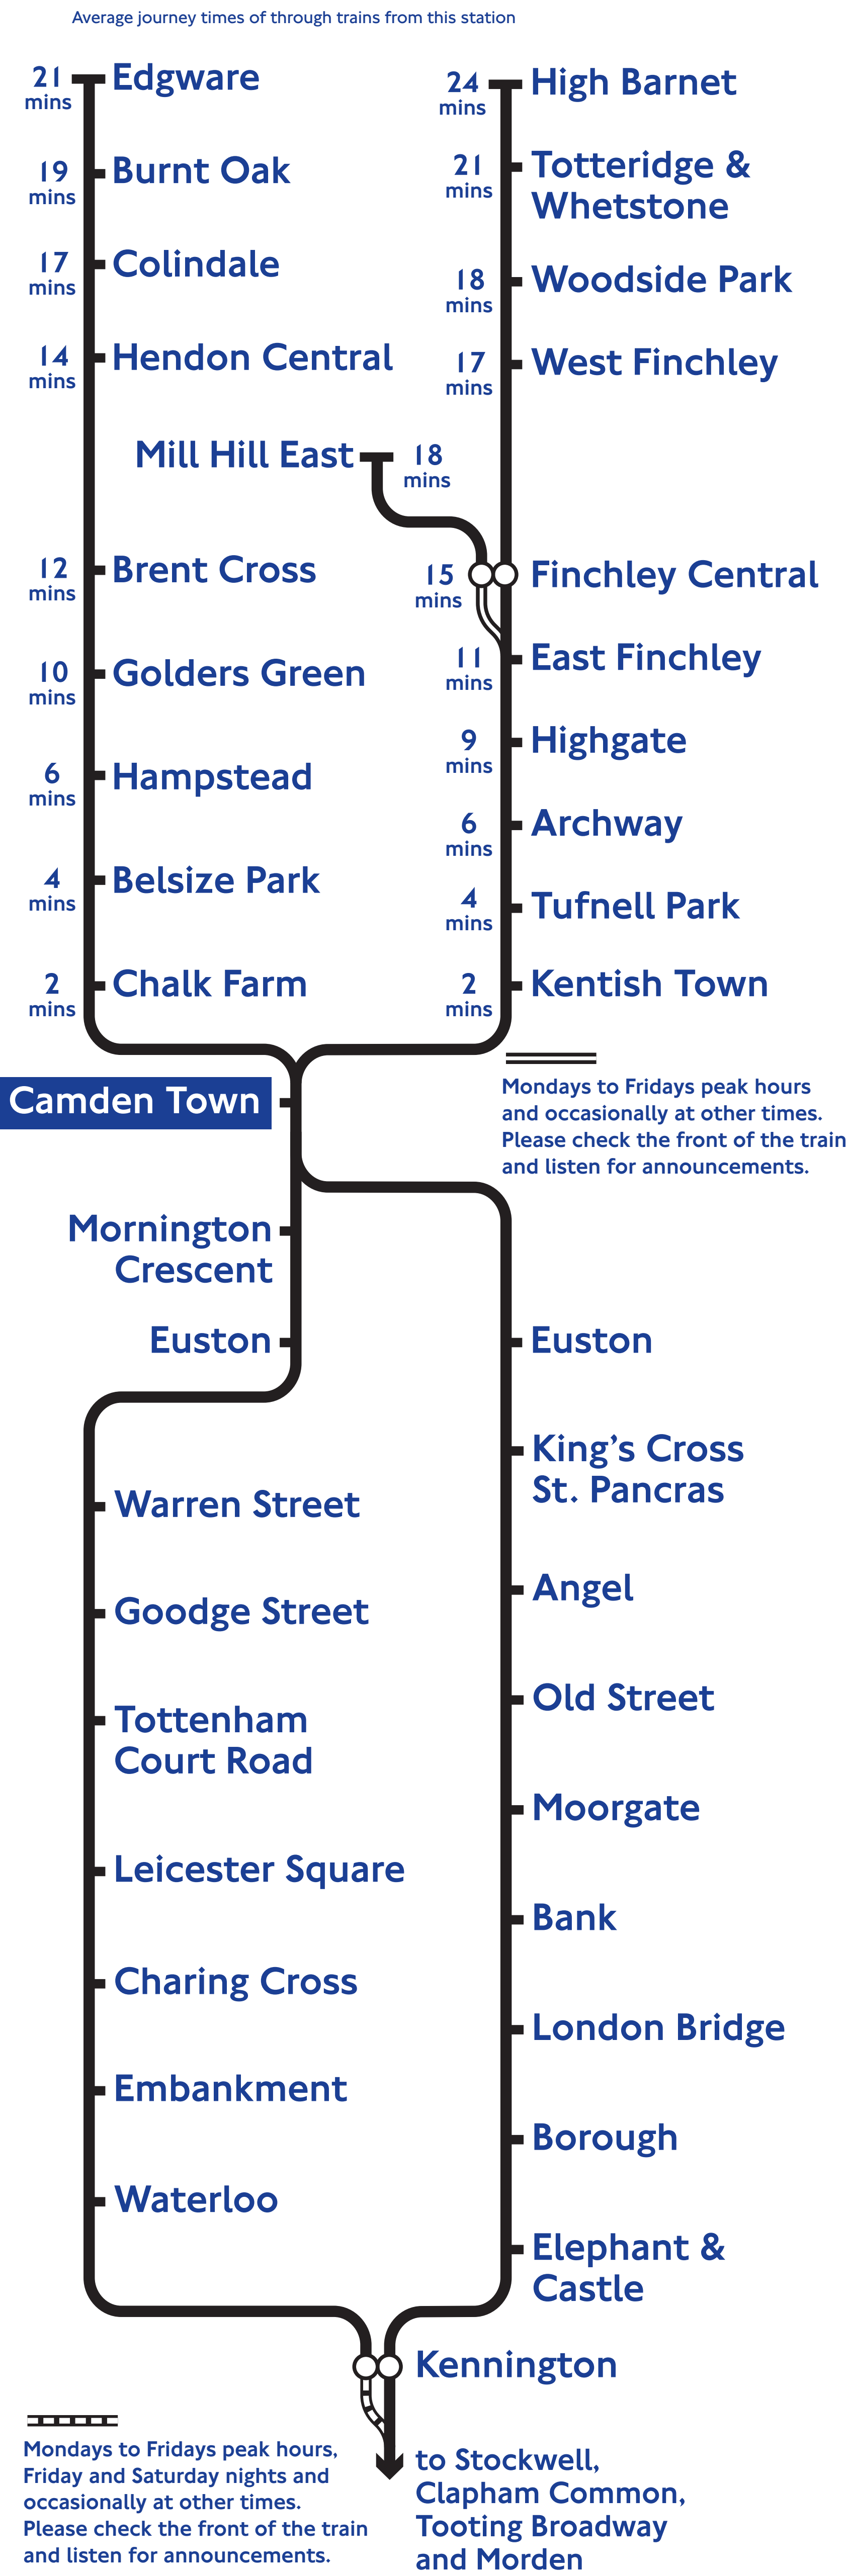 Average journey times of through trains from this station
21
mins
Edgware
19
mins
Burnt Oak
17
mins
Colindale
14
mins
Hendon Central
12
mins
Brent Cross
10
mins
Golders Green
6
mins
Hampstead
4
mins
Belsize Park
2
mins
Chalk Farm
24
mins
High Barnet
21
mins
Totteridge &
Whetstone
18
mins
Woodside Park
17
mins
West Finchley
Mill Hill East
18
mins
15
mins
Finchley Central
11
mins
East Finchley
9
mins
Highgate
6
mins
Archway
4
mins
Tufnell Park
2
mins
Kentish Town
Mondays to Fridays peak hours
and occasionally at other times.
Please check the front of the train
and listen for announcements.
Camden Town
Mornington
Crescent
Euston
Warren Street
Goodge Street
Tottenham
Court Road
Leicester Square
Charing Cross
Embankment
Waterloo
Euston
King’s Cross
St. Pancras
Angel
Old Street
Moorgate
Bank
London Bridge
Borough
Elephant &
Castle
Kennington
Mondays to Fridays peak hours,
Friday and Saturday nights and
occasionally at other times.
Please check the front of the train
and listen for announcements.
to Stockwell,
Clapham Common,
Tooting Broadway
and Morden